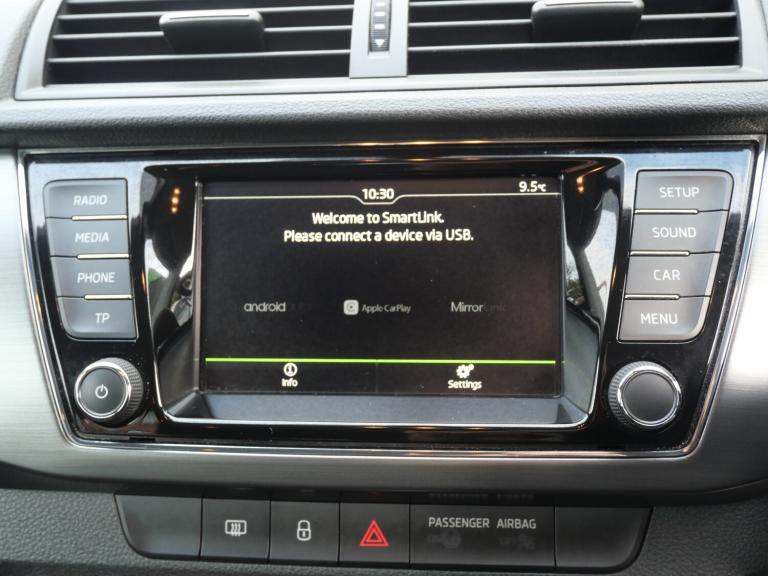 10:30
9.5°C
Welcome to SmartLink.
Please connect a device via USB.
android
Apple CarPlay
MirrorLink
Info
Settings
RADIO
MEDIA
PHONE
TP
SETUP
SOUND
CAR
MENU
PASSENGER AIRBAG